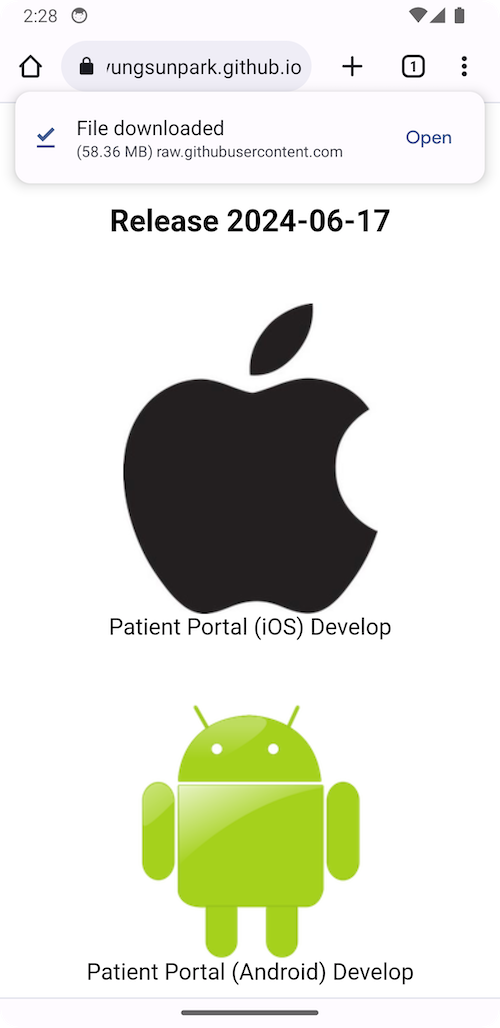 2:28
yungsunpark.github.io
1
File downloaded
Open
(58.36 MB) raw.githubusercontent.com
Release 2024-06-17
Patient Portal (iOS) Develop
Patient Portal (Android) Develop